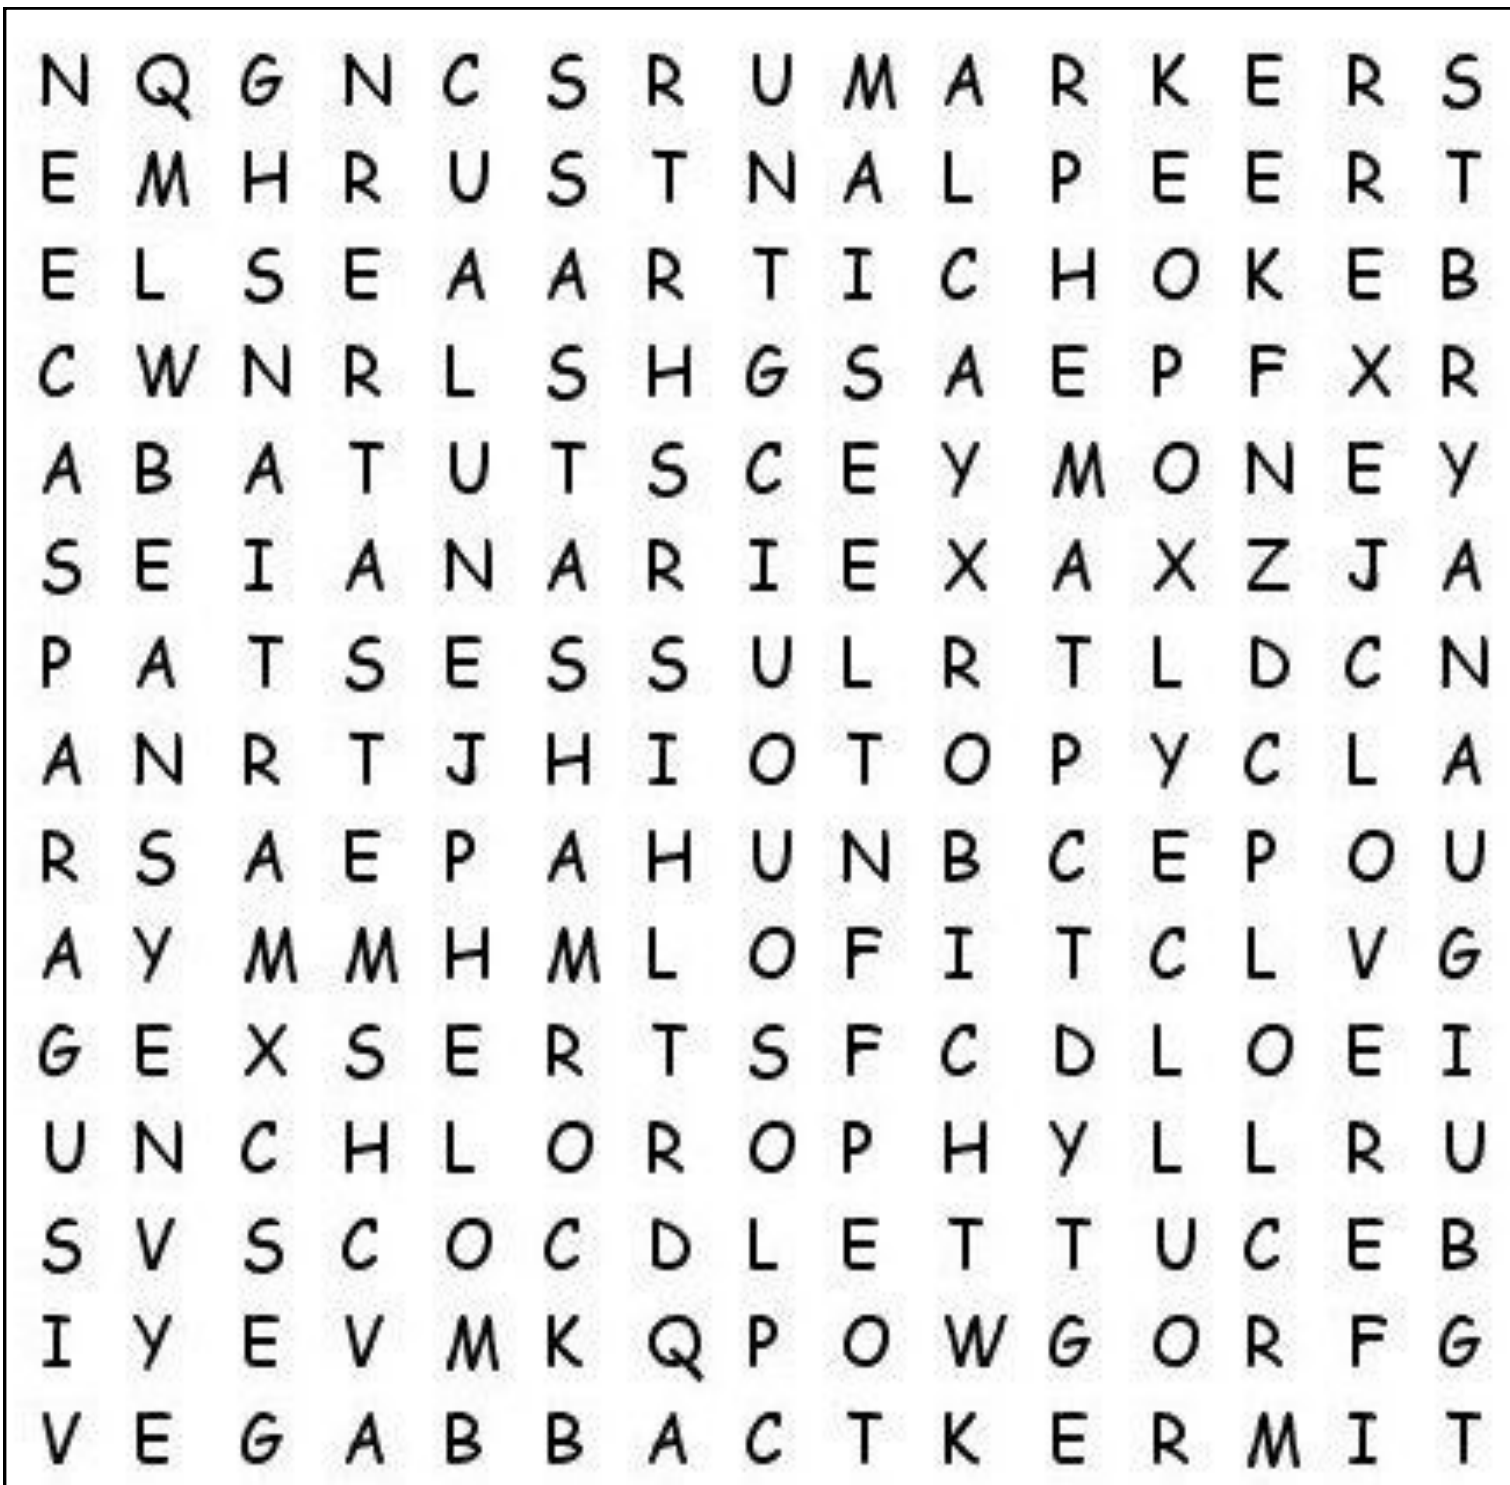 N Q G N C S R U M A R K E R S
E M H R U S T N A L P E E R T
E L S E A A R T I C H O K E B
C W N R L S H G S A E P F X R
A B A T U T S C E Y M O N E Y
S E I A N A R I E X A X Z J A
P A T S E S S U L R T L D C N
A N R T J H I O T O P Y C L A
R S A E P A H U N B C E P O U
A Y M M H M L O F I T C L V G
G E X S E R T S F C D L O E I
U N C H L O R O P H Y L L R U
S V S C O C D L E T T U C E B
I Y E V M K Q P O W G O R F G
V E G A B B A C T K E R M I T